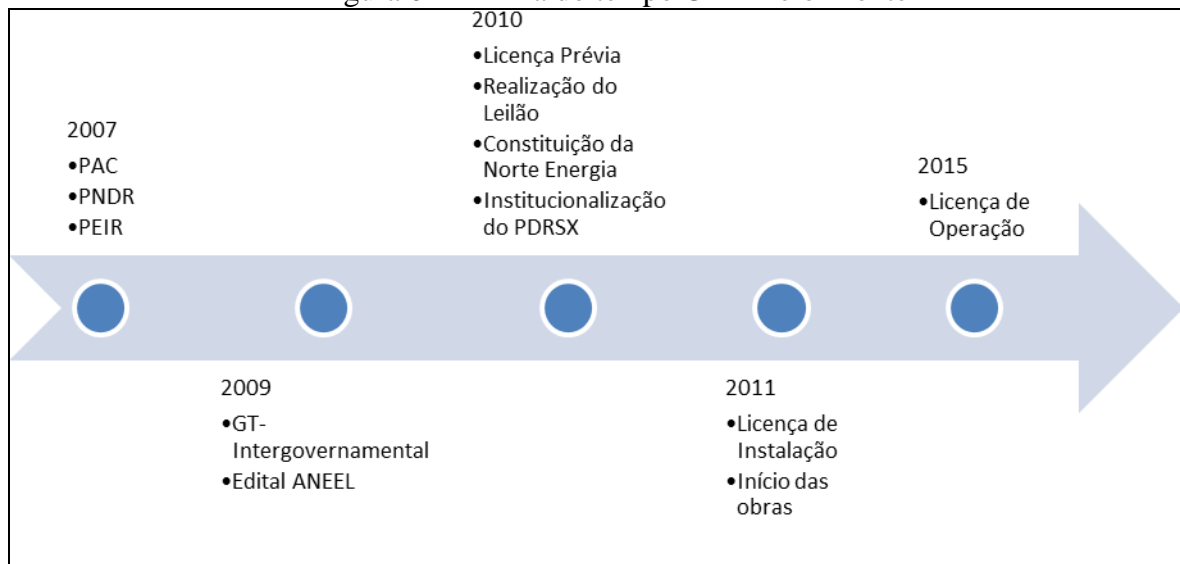 2007
•PAC
•PNDR
•PEIR
2009
•GT-
Intergovernamental
•Edital ANEEL
2010
•Licença Prévia
•Realização do
Leilão
•Constituição da
Norte Energia
•Institucionalização
do PDRSX
2011
•Licença de
Instalação
•Início das
obras
2015
•Licença de
Operação